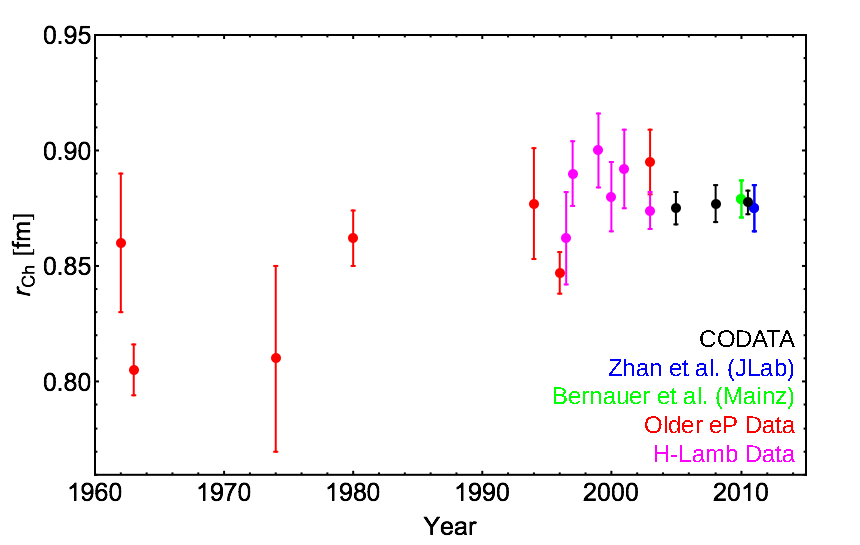 0.95
0.90
0.85
0.80
r_Ch [fm]
CODATA
Zhan et al. (JLab)
Bernauer et al. (Mainz)
Older eP Data
H-Lamb Data
1960 1970 1980 1990 2000 2010
Year